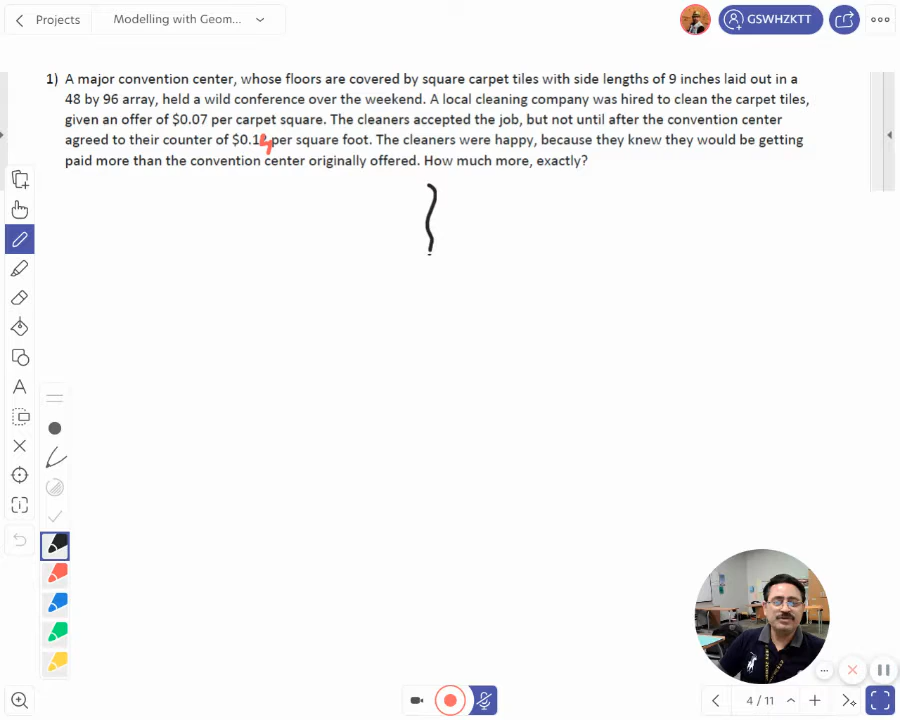 Projects
Modelling with Geom...
GSWHZKTT
1) A major convention center, whose floors are covered by square carpet tiles with side lengths of 9 inches laid out in a
48 by 96 array, held a wild conference over the weekend. A local cleaning company was hired to clean the carpet tiles,
given an offer of $0.07 per carpet square. The cleaners accepted the job, but not until after the convention center
agreed to their counter of $0.14 per square foot. The cleaners were happy, because they knew they would be getting
paid more than the convention center originally offered. How much more, exactly?
A
4 / 11